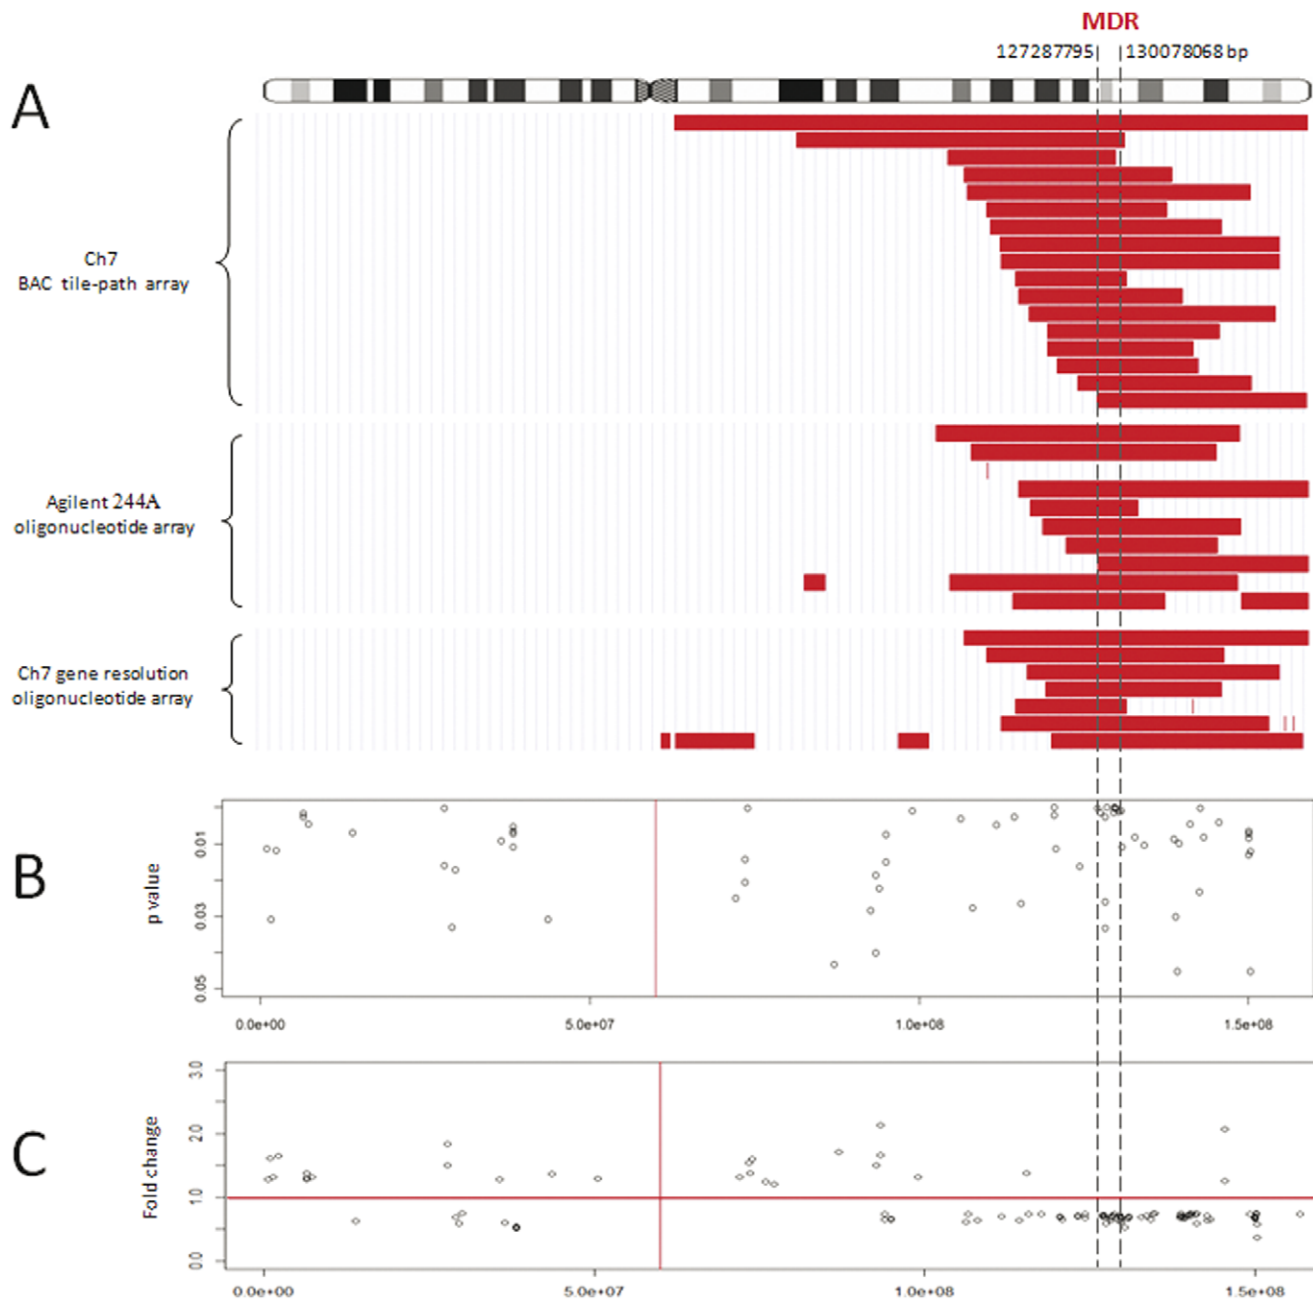 MDR
127287795 130078068 bp
A
Ch7
BAC tile-path array
Agilent 244A
oligonucleotide array
Ch7 gene resolution
oligonucleotide array
B
p value
0.01
0.03
0.05
0.0e+00 5.0e+07 1.0e+08 1.5e+08
C
Fold change
3.0
2.0
1.0
0.0
0.0e+00 5.0e+07 1.0e+08 1.5e+08